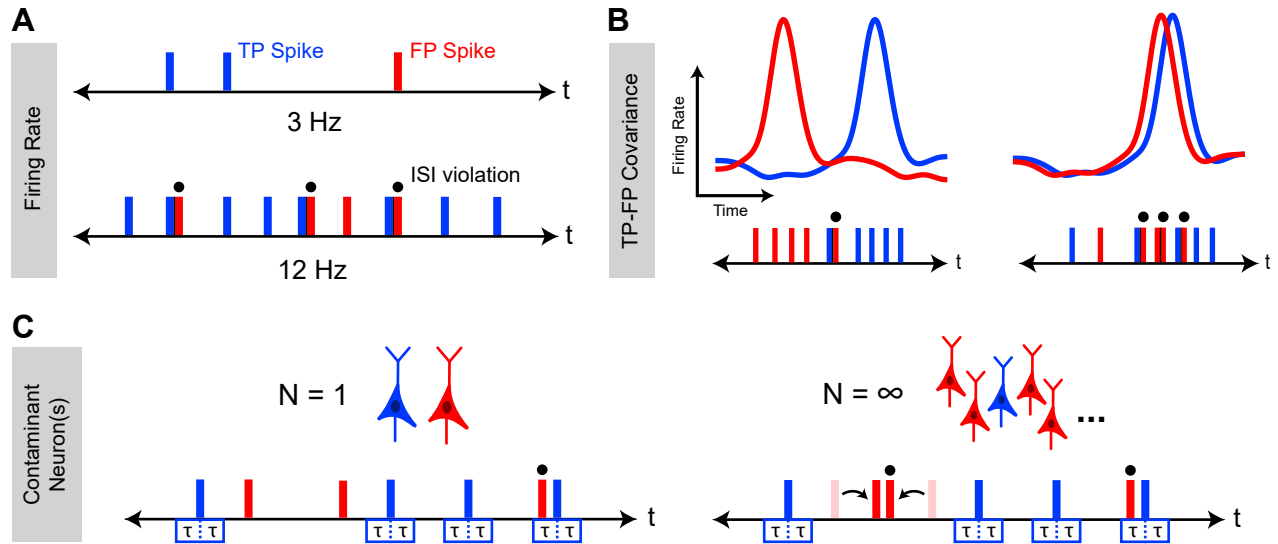 A
Firing Rate
TP Spike
FP Spike
t
3 Hz
ISI violation
t
12 Hz
B
TP-FP Covariance
Firing Rate
Time
t
t
C
Contaminant
Neuron(s)
N = 1
τ τ
τ τ
τ τ
τ τ
t
N = ∞
...
τ τ
τ τ
τ τ
τ τ
t